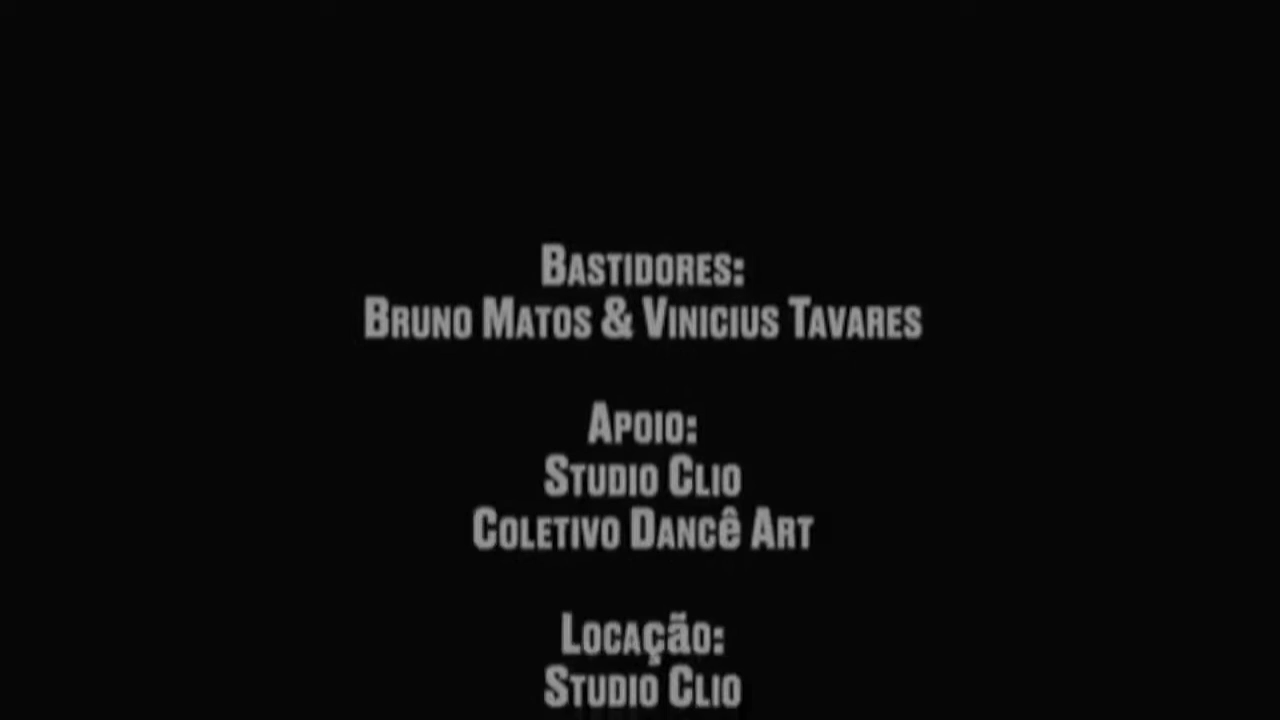 Bastidores:
Bruno Matos & Vinicius Tavares
Apoio:
Studio Clio
Coletivo Dancê Art
Locação:
Studio Clio